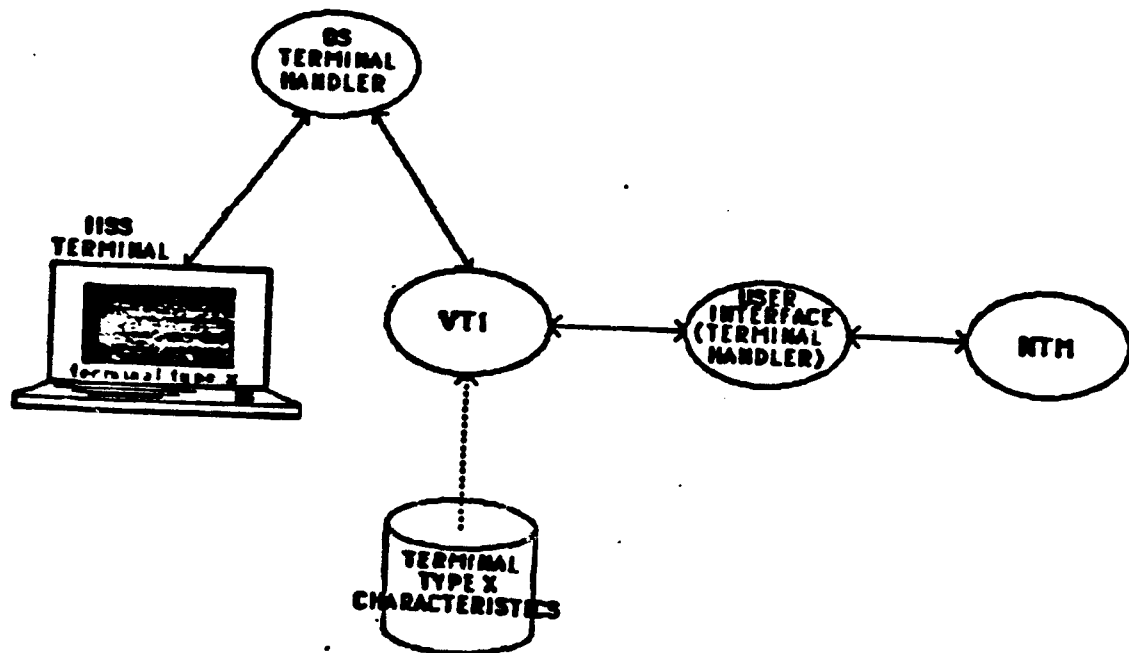 OS
TERMINAL
HANDLER
IISS
TERMINAL
terminal type x
VTI
USER
INTERFACE
(TERMINAL
HANDLER)
NTM
TERMINAL
TYPE X
CHARACTERISTICS